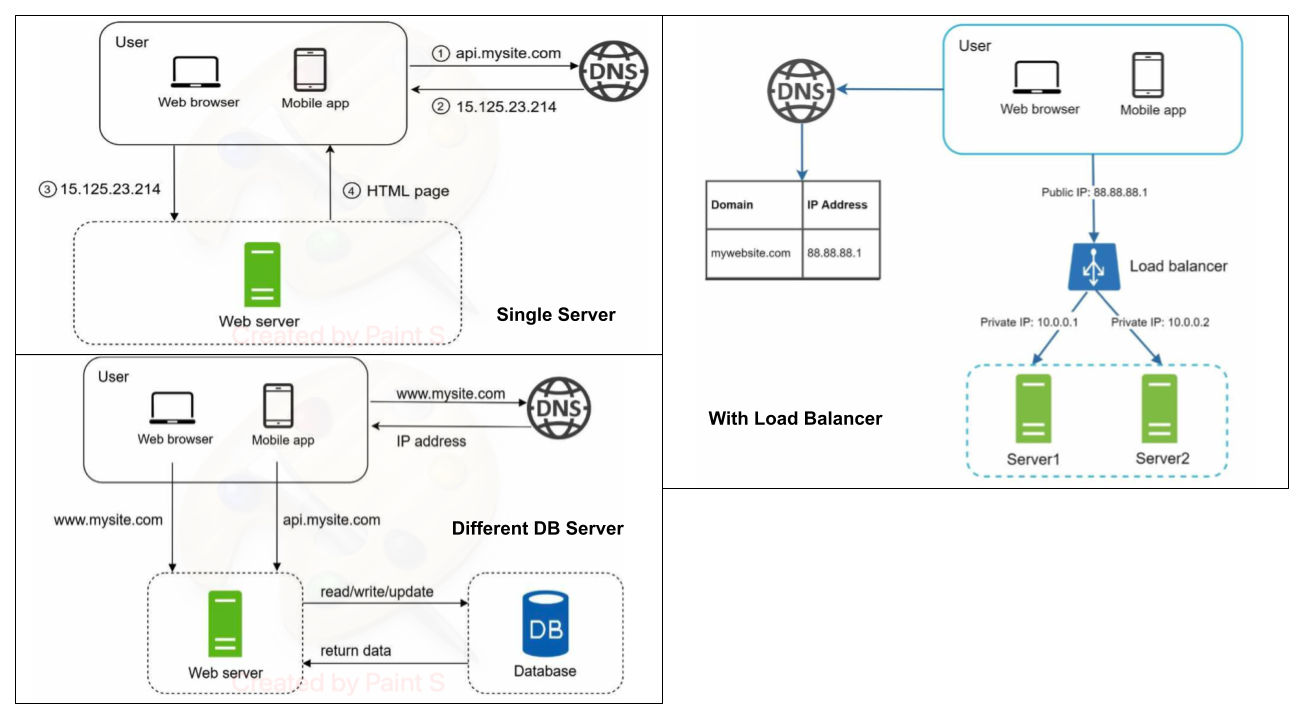 User
Web browser
Mobile app
① api.mysite.com
DNS
② 15.125.23.214
③ 15.125.23.214
④ HTML page
Web server
Single Server
Created by Paint S
User
Web browser
Mobile app
www.mysite.com
DNS
IP address
www.mysite.com
api.mysite.com
Different DB Server
read/write/update
DB
return data
Web server
Database
Created by Paint S
User
DNS
Web browser
Mobile app
Public IP: 88.88.88.1
Domain IP Address
mywebsite.com 88.88.88.1
Load balancer
Private IP: 10.0.0.1
Private IP: 10.0.0.2
With Load Balancer
Server1
Server2